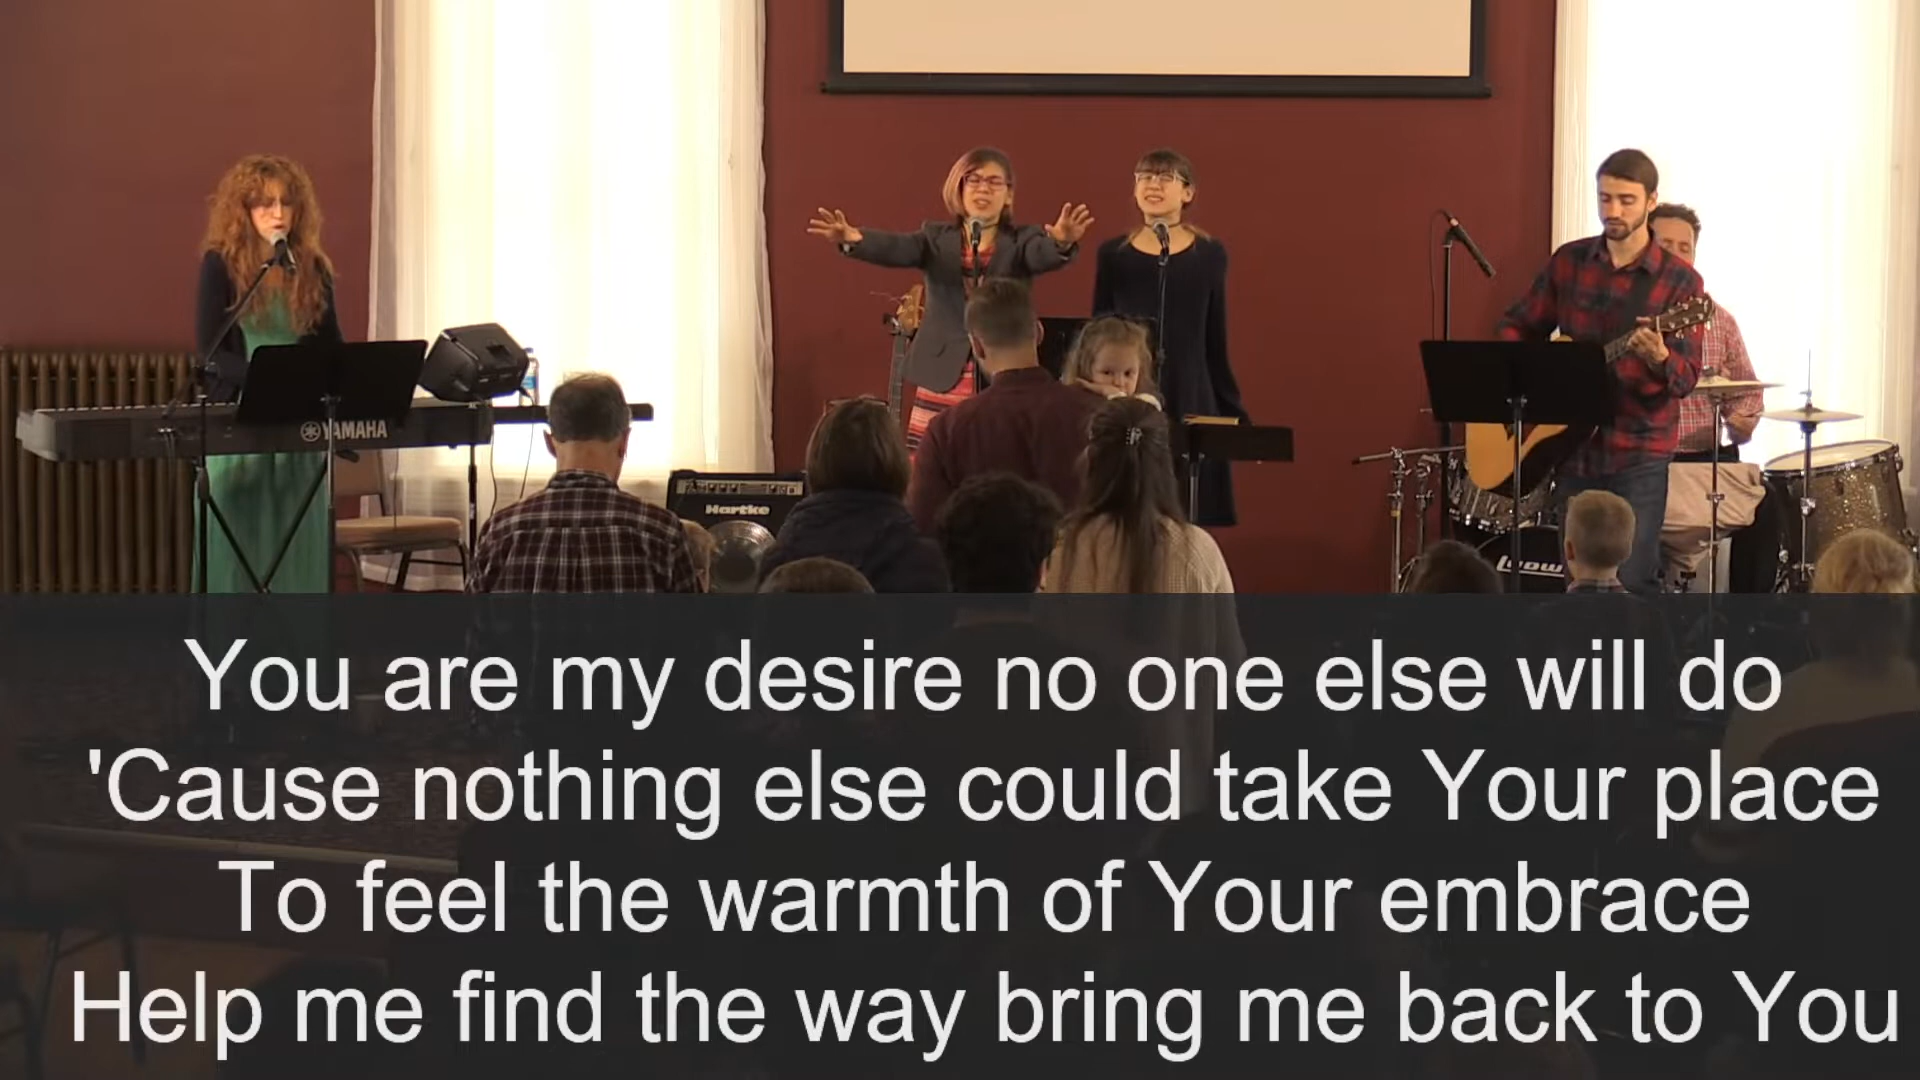 YAMAHA
Hartke
Ludw
You are my desire no one else will do
'Cause nothing else could take Your place
To feel the warmth of Your embrace
Help me find the way bring me back to You